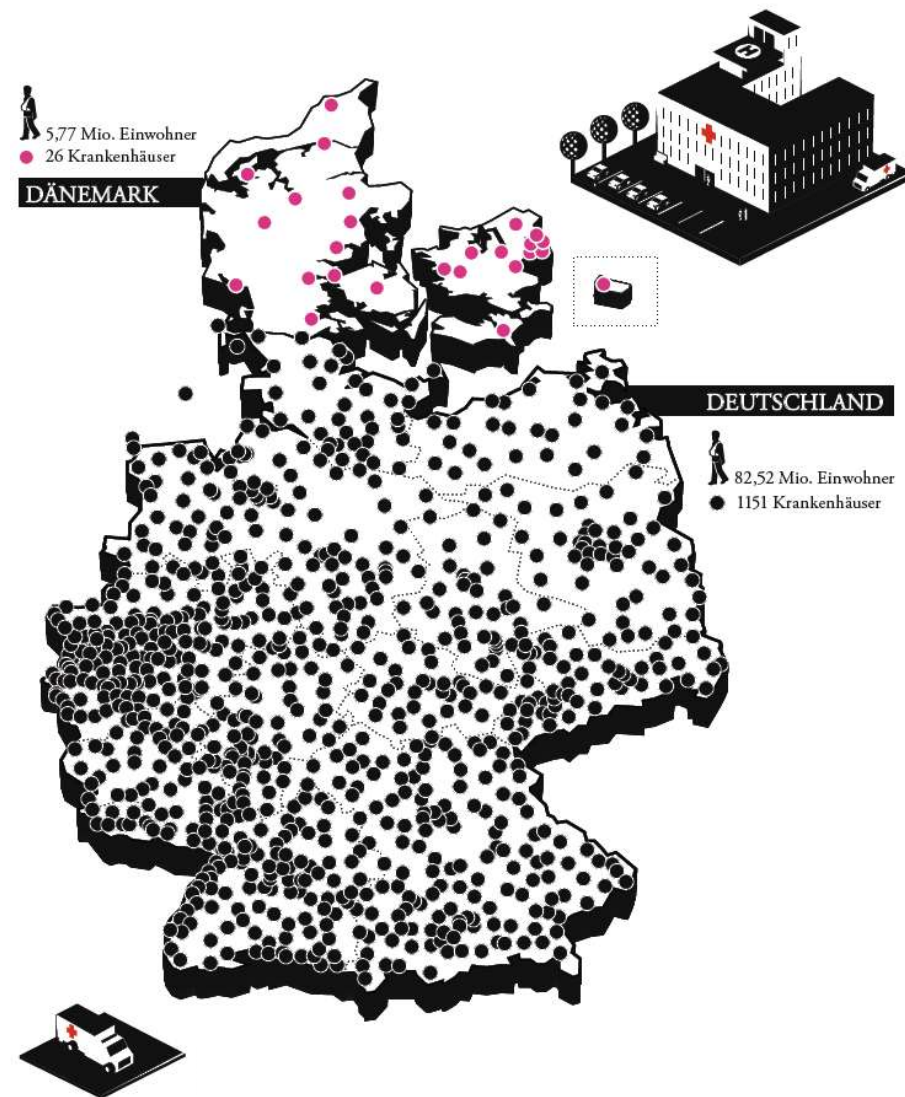 5,77 Mio. Einwohner
26 Krankenhäuser
DÄNEMARK
H
DEUTSCHLAND
82,52 Mio. Einwohner
1151 Krankenhäuser